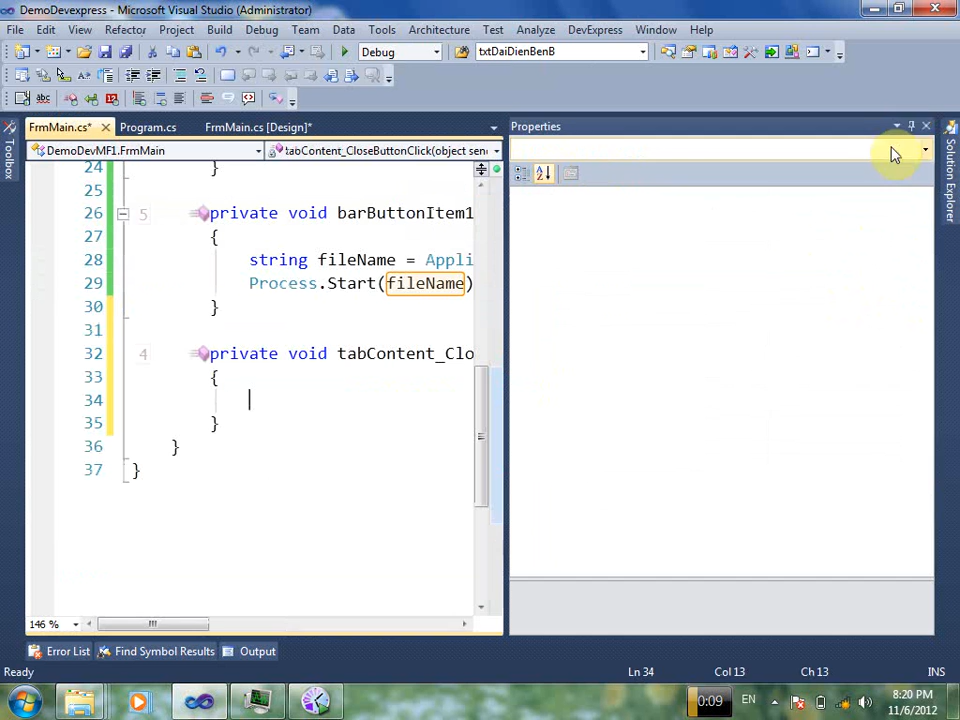 DemoDevexpress - Microsoft Visual Studio (Administrator)
File Edit View Refactor Project Build Debug Team Data Tools Architecture Test Analyze DevExpress Window Help
Debug txtDaiDienBenB
FrmMain.cs* Program.cs FrmMain.cs [Design]*
DemoDevMF1.FrmMain tabContent_CloseButtonClick(object sen
Properties
Toolbox
Solution Explorer
24 }
25
26 5 private void barButtonItem1
27 {
28 string fileName = Appli
29 Process.Start(fileName)
30 }
31
32 4 private void tabContent_Clo
33 {
34
35 }
36 }
37 }
146 %
Error List Find Symbol Results Output
Ready Ln 34 Col 13 Ch 13 INS
0:09 EN 8:20 PM
11/6/2012